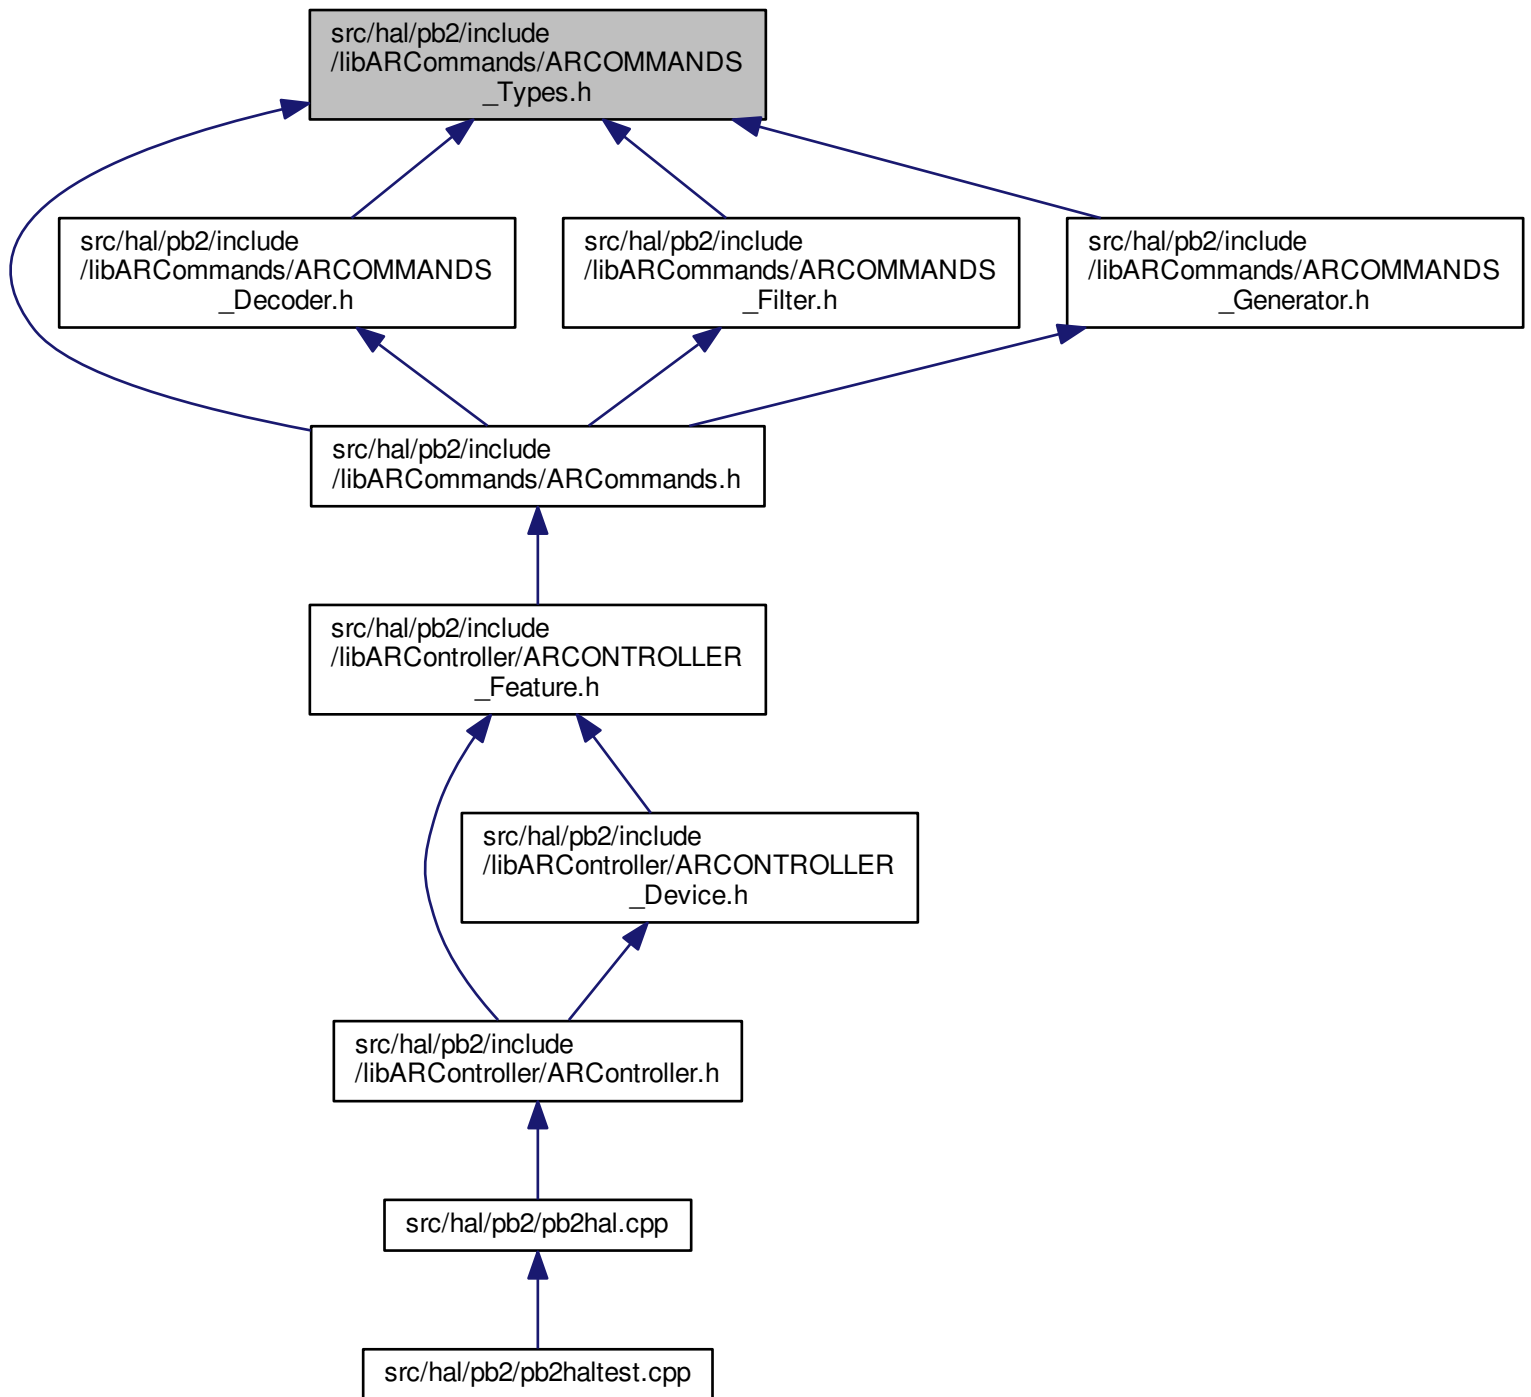 src/hal/pb2/include
/libARCommands/ARCOMMANDS
_Types.h
src/hal/pb2/include
/libARCommands/ARCOMMANDS
_Decoder.h
src/hal/pb2/include
/libARCommands/ARCOMMANDS
_Filter.h
src/hal/pb2/include
/libARCommands/ARCOMMANDS
_Generator.h
src/hal/pb2/include
/libARCommands/ARCommands.h
src/hal/pb2/include
/libARController/ARCONTROLLER
_Feature.h
src/hal/pb2/include
/libARController/ARCONTROLLER
_Device.h
src/hal/pb2/include
/libARController/ARController.h
src/hal/pb2/pb2hal.cpp
src/hal/pb2/pb2haltest.cpp